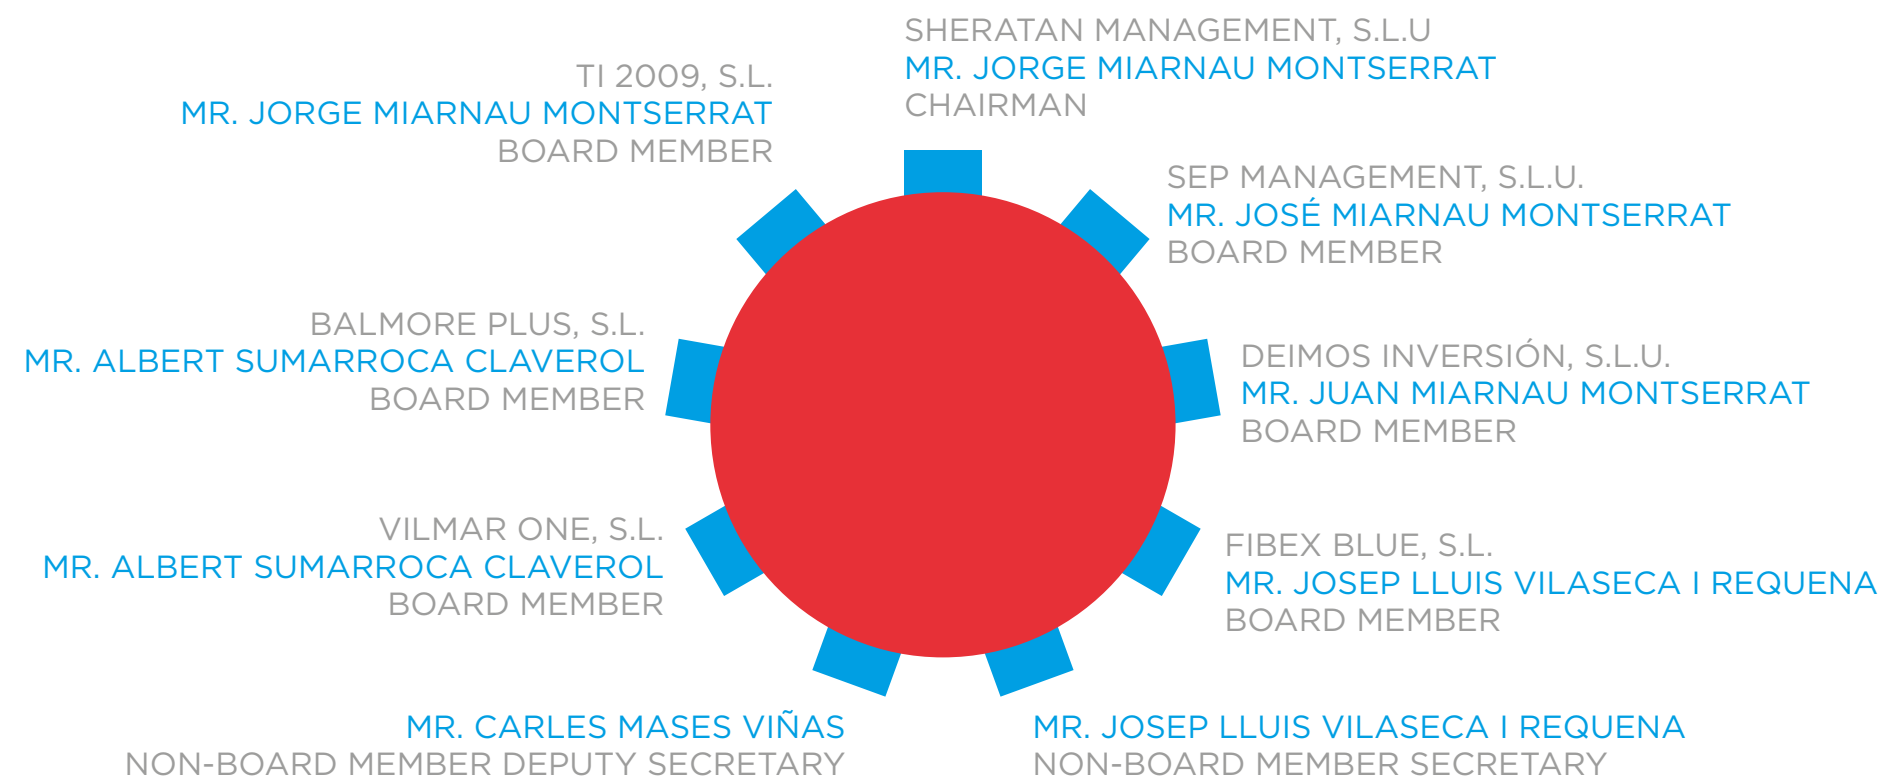 SHERATAN MANAGEMENT, S.L.U
MR. JORGE MIARNAU MONTSERRAT
CHAIRMAN
TI 2009, S.L.
MR. JORGE MIARNAU MONTSERRAT
BOARD MEMBER
SEP MANAGEMENT, S.L.U.
MR. JOSÉ MIARNAU MONTSERRAT
BOARD MEMBER
BALMORE PLUS, S.L.
MR. ALBERT SUMARROCA CLAVEROL
BOARD MEMBER
DEIMOS INVERSIÓN, S.L.U.
MR. JUAN MIARNAU MONTSERRAT
BOARD MEMBER
VILMAR ONE, S.L.
MR. ALBERT SUMARROCA CLAVEROL
BOARD MEMBER
FIBEX BLUE, S.L.
MR. JOSEP LLUIS VILASECA I REQUENA
BOARD MEMBER
MR. CARLES MASES VIÑAS
NON-BOARD MEMBER DEPUTY SECRETARY
MR. JOSEP LLUIS VILASECA I REQUENA
NON-BOARD MEMBER SECRETARY